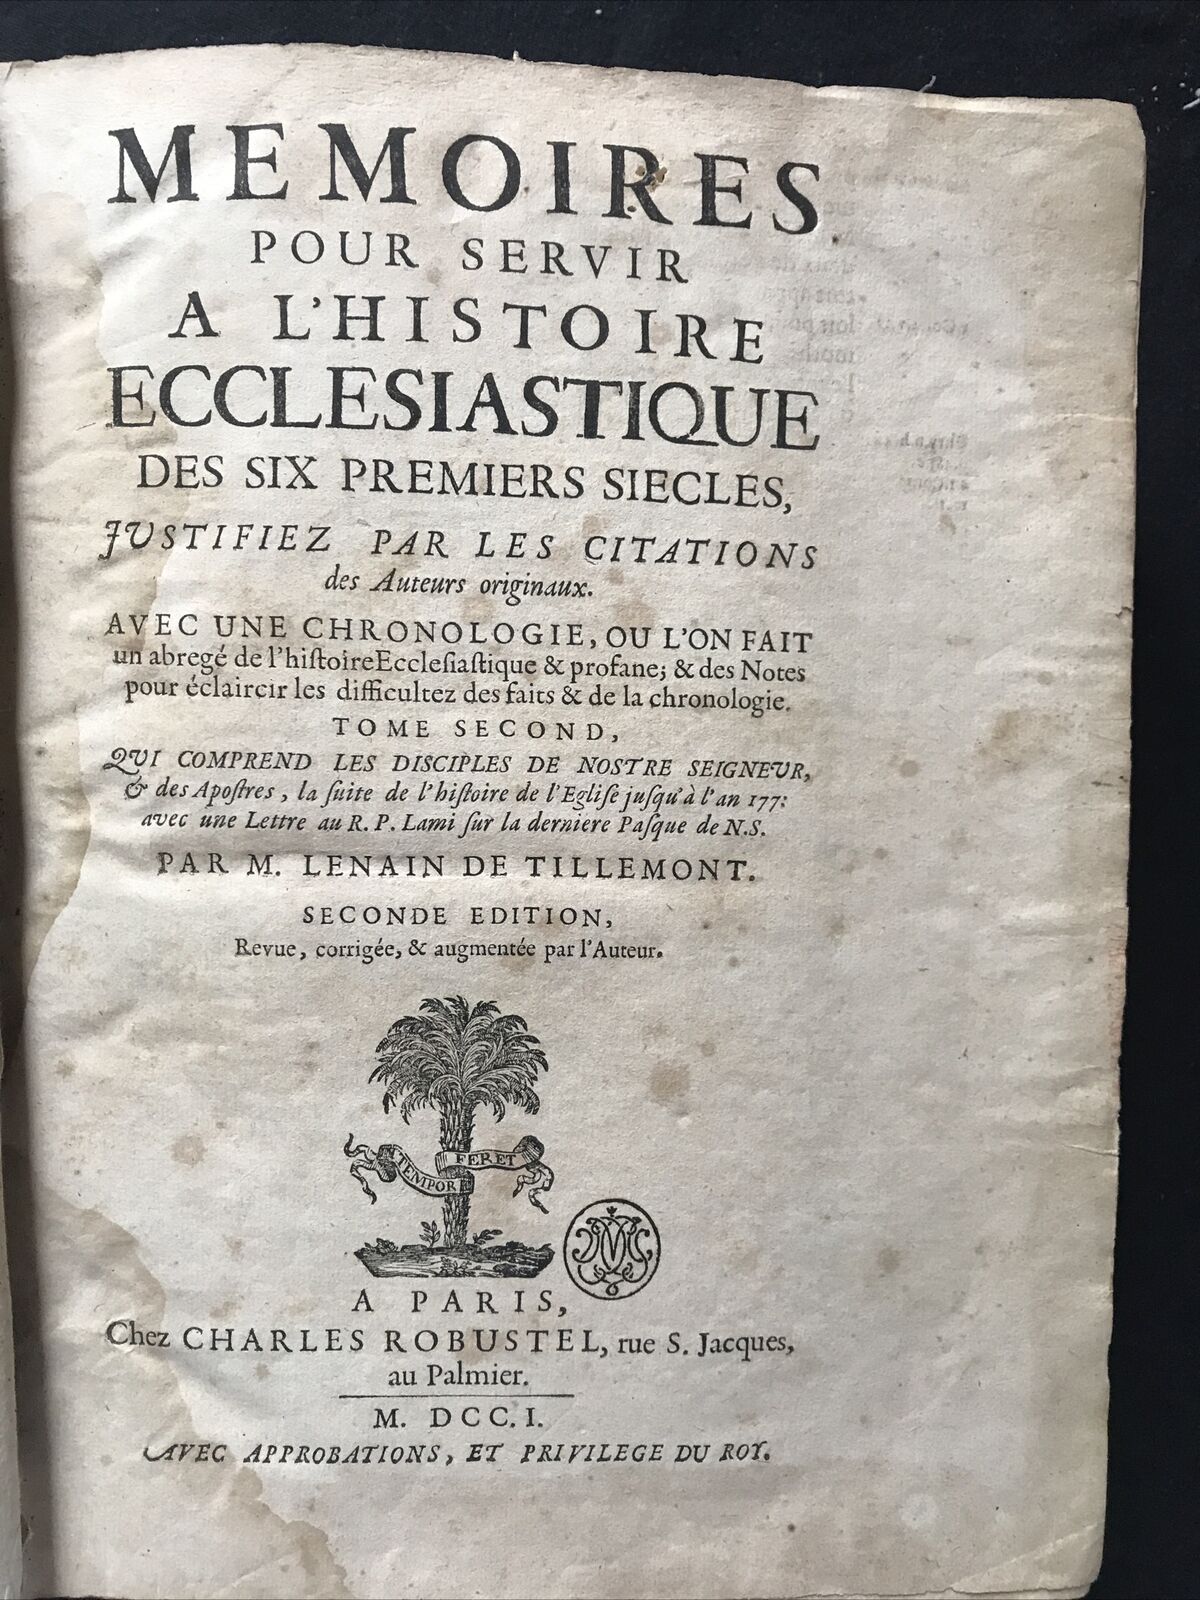 MEMOIRES
POUR SERVIR
A L'HISTOIRE
ECCLESIASTIQUE
DES SIX PREMIERS SIECLES,
JUSTIFIEZ PAR LES CITATIONS
des Auteurs originaux.
AVEC UNE CHRONOLOGIE, OU L'ON FAIT
un abregé de l'hiſtoire Eccleſiaſtique & profane; & des Notes
pour éclaircir les difficultez des faits & de la chronologie.
TOME SECOND,
QUI COMPREND LES DISCIPLES DE NOSTRE SEIGNEUR,
& des Apoſtres, la ſuite de l'hiſtoire de l'Egliſe juſqu'à l'an 177:
avec une Lettre au R. P. Lami ſur la derniere Paſque de N.S.
PAR M. LENAIN DE TILLEMONT.
SECONDE EDITION,
Revue, corrigée, & augmentée par l'Auteur.
TEMPORE FERET
A PARIS,
Chez CHARLES ROBUSTEL, rue S. Jacques,
au Palmier.
M. DCC. I.
AVEC APPROBATIONS, ET PRIVILEGE DU ROY.